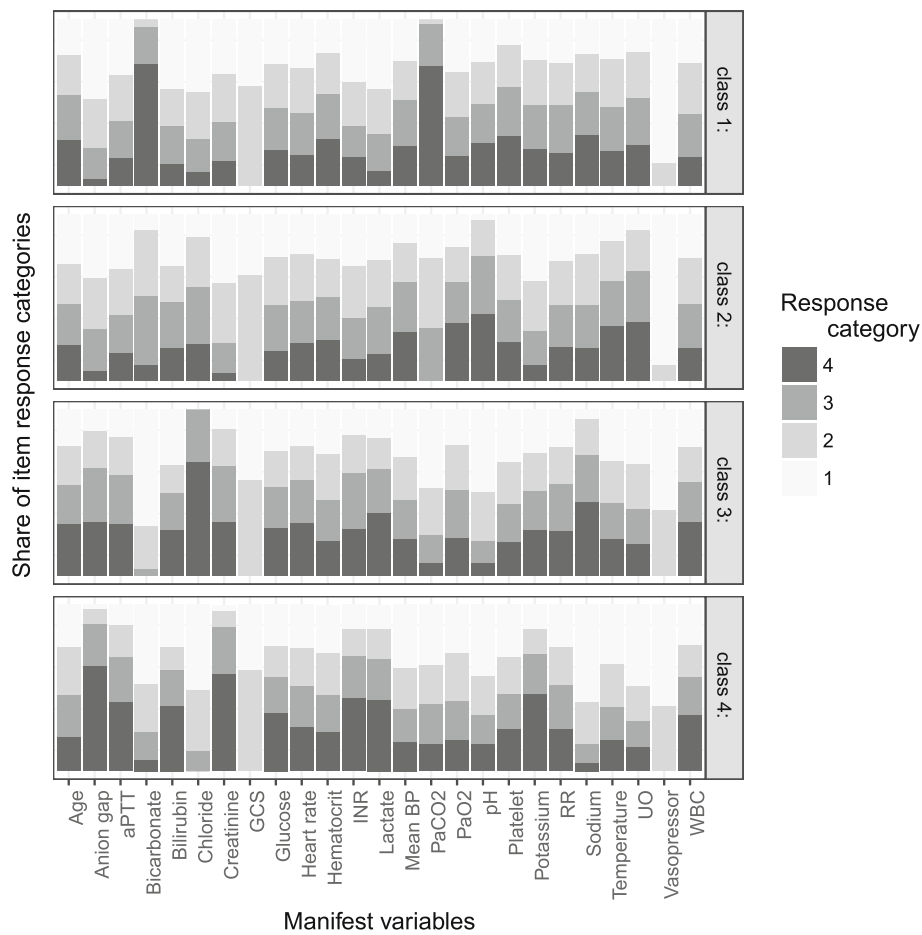 Share of item response categories
class 1:
class 2:
class 3:
class 4:
Age
Anion gap
aPTT
Bicarbonate
Bilirubin
Chloride
Creatinine
GCS
Glucose
Heart rate
Hematocrit
INR
Lactate
Mean BP
PaCO2
PaO2
pH
Platelet
Potassium
RR
Sodium
Temperature
UO
Vasopressor
WBC
Manifest variables
Response
category
4
3
2
1